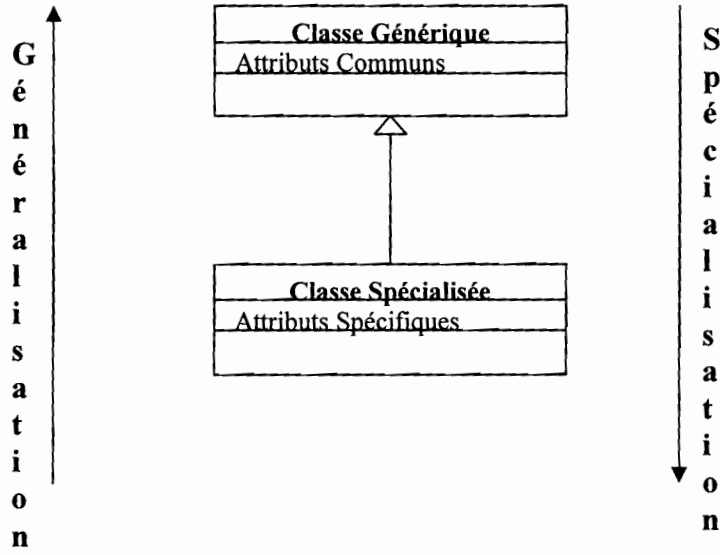 Généralisation
Classe Générique
Attributs Communs
Classe Spécialisée
Attributs Spécifiques
Spécialisation